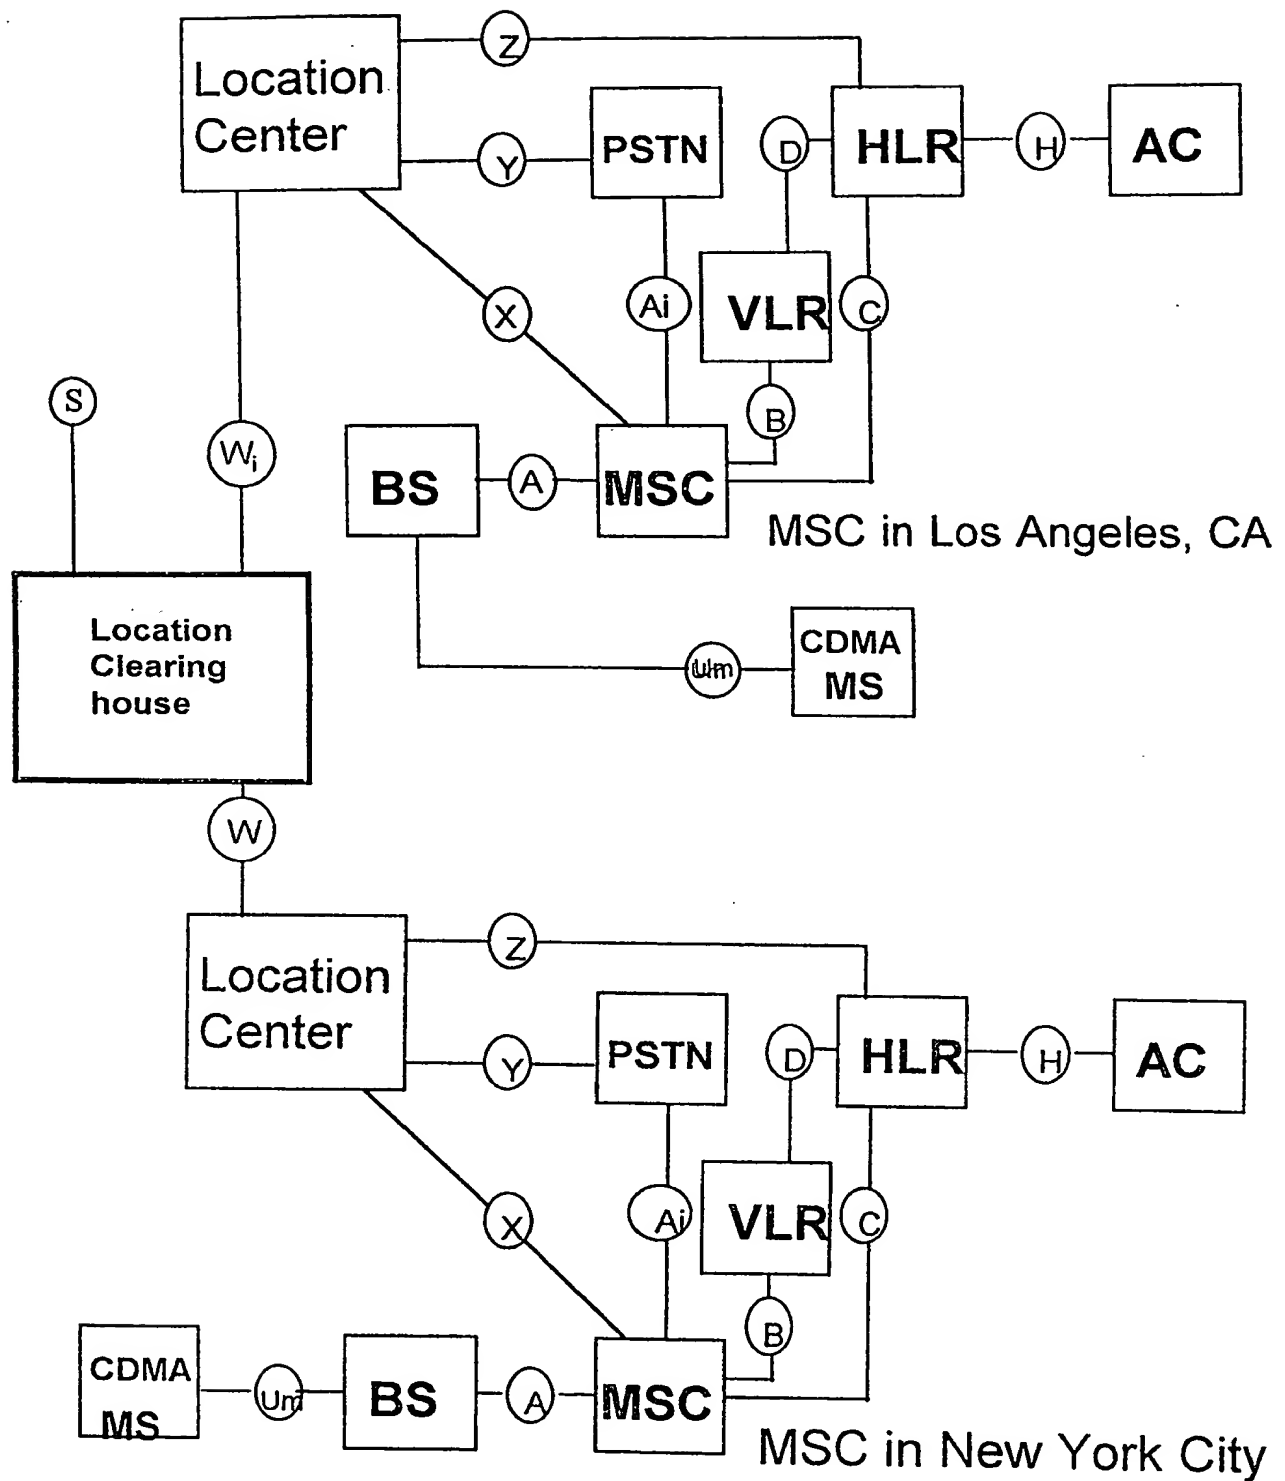 Z
Location
Center
Y
PSTN
D
HLR
H
AC
X
Ai
VLR
C
S
Wi
B
BS
A
MSC
MSC in Los Angeles, CA
Location
Clearing
house
Um
CDMA
MS
W
Z
Location
Center
Y
PSTN
D
HLR
H
AC
X
Ai
VLR
C
B
CDMA
MS
Um
BS
A
MSC
MSC in New York City